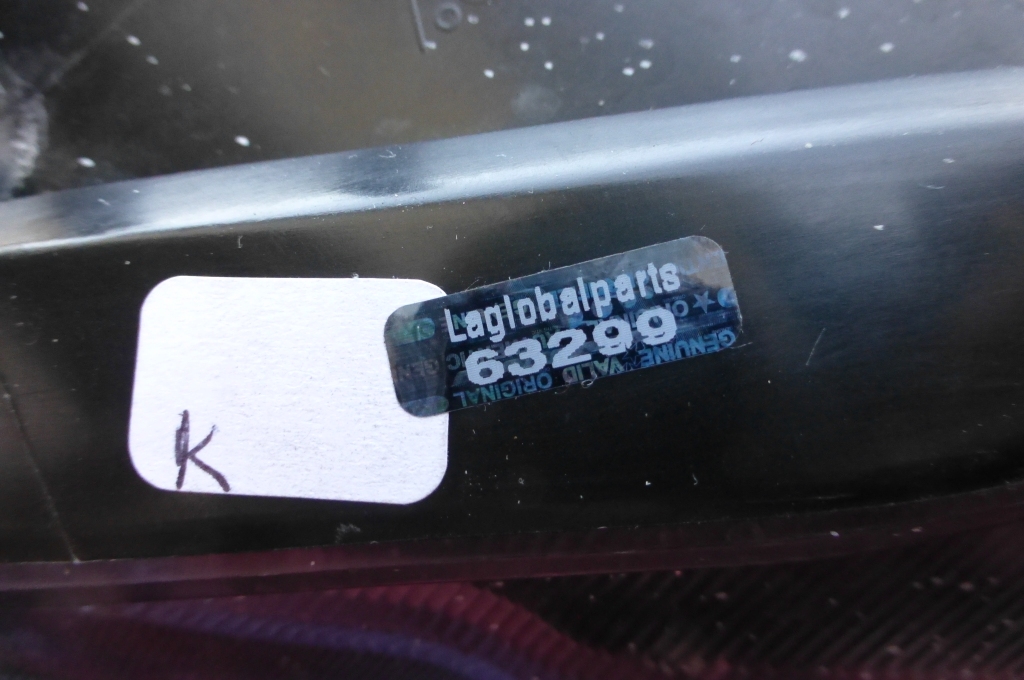 Laglobalparts
63299
GENUINE VALID ORIGINAL
K